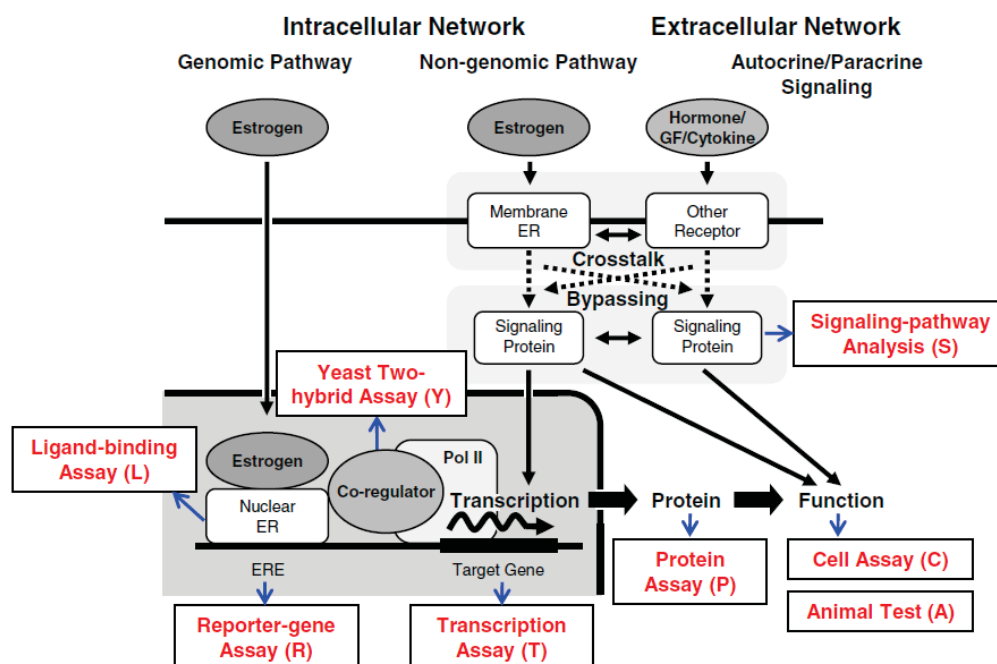 Intracellular Network
Extracellular Network
Genomic Pathway
Non-genomic Pathway
Autocrine/Paracrine
Signaling
Estrogen
Estrogen
Hormone/
GF/Cytokine
Membrane
ER
Other
Receptor
Crosstalk
Bypassing
Signaling
Protein
Signaling
Protein
Signaling-pathway
Analysis (S)
Yeast Two-
hybrid Assay (Y)
Ligand-binding
Assay (L)
Estrogen
Nuclear
ER
Co-regulator
Pol II
Transcription
Protein
Function
ERE
Target Gene
Protein
Assay (P)
Cell Assay (C)
Animal Test (A)
Reporter-gene
Assay (R)
Transcription
Assay (T)